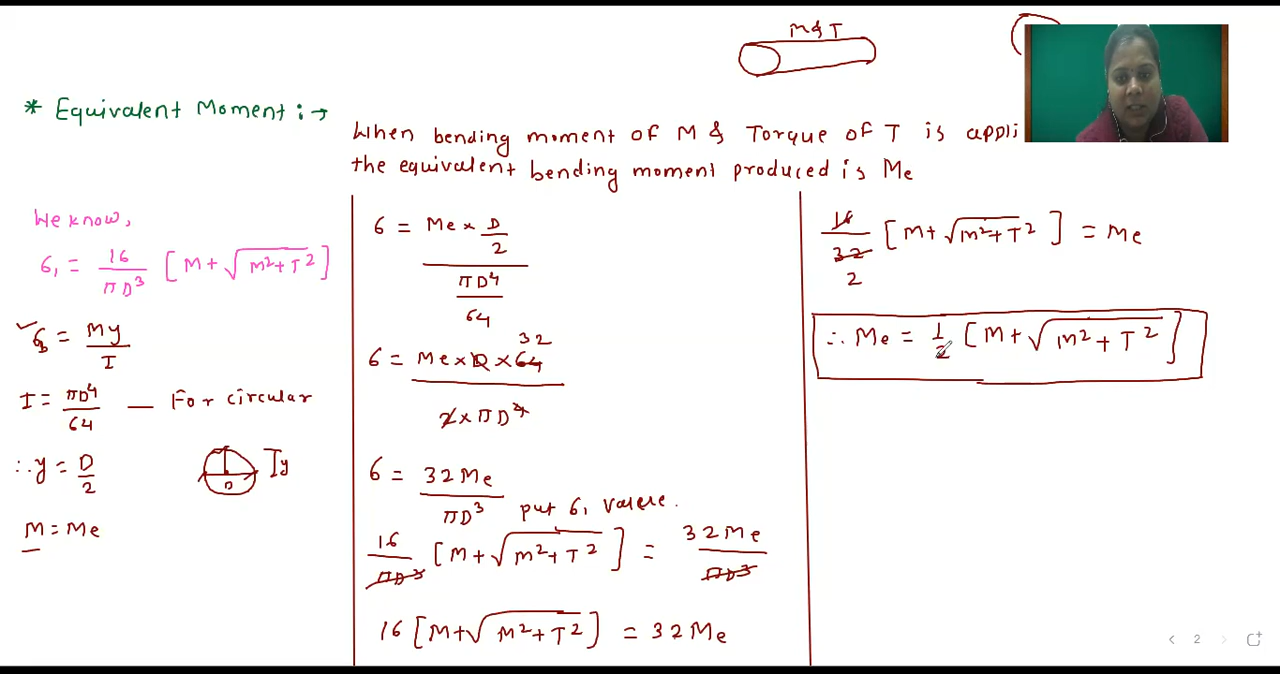 M & T
* Equivalent Moment :→
When bending moment of M & Torque of T is appli
the equivalent bending moment produced is Me
We know,
б₁ = 16/πD³ [M + √M²+T²]
✓бb = My/I
I = πD⁴/64 — For circular
∴ y = D/2
D
y
M = Me
б = Me × D/2 / πD⁴/64
б = Me × D × 64 32 / 2 × πD⁴
б = 32Me/πD³
put б₁ value.
16/πD³ [M + √M²+T²] = 32Me/πD³
16 [M + √M²+T²] = 32Me
16/32 2 [M + √M²+T²] = Me
∴ Me = 1/2 [M + √M²+T²]
< 2 >